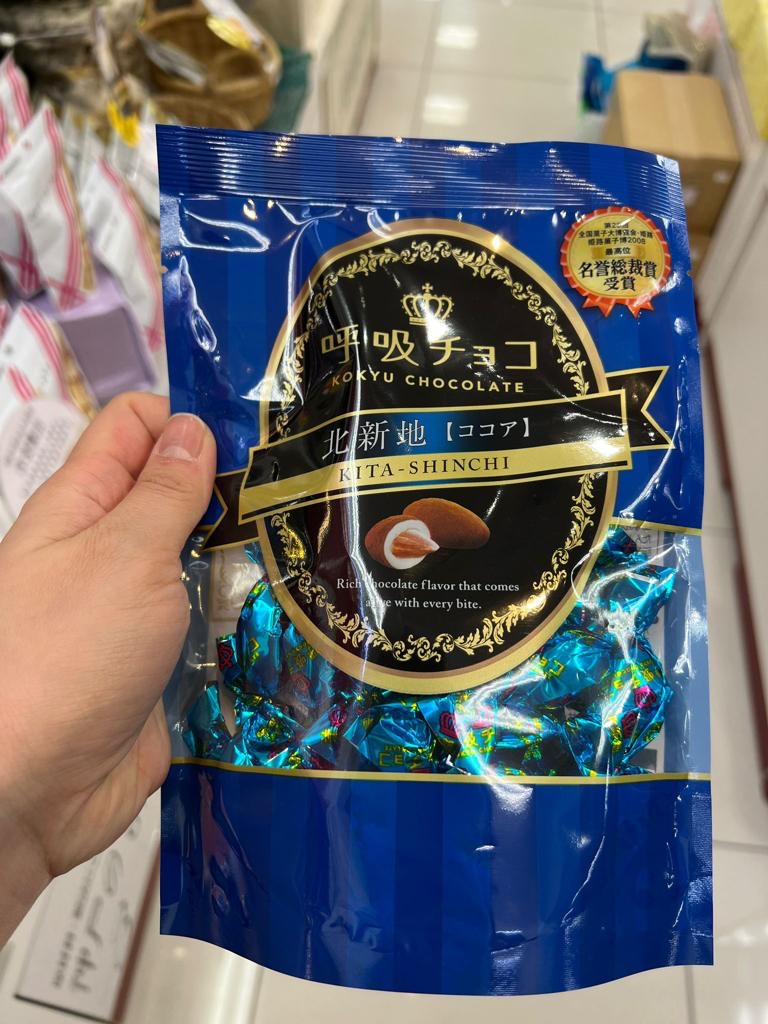 全国菓子大博覧会・姫路
姫路菓子博2008
最高位
名誉総裁賞
受賞
呼吸チョコ
KOKYU CHOCOLATE
北新地【ココア】
KITA-SHINCHI
Rich chocolate flavor that comes
alive with every bite.